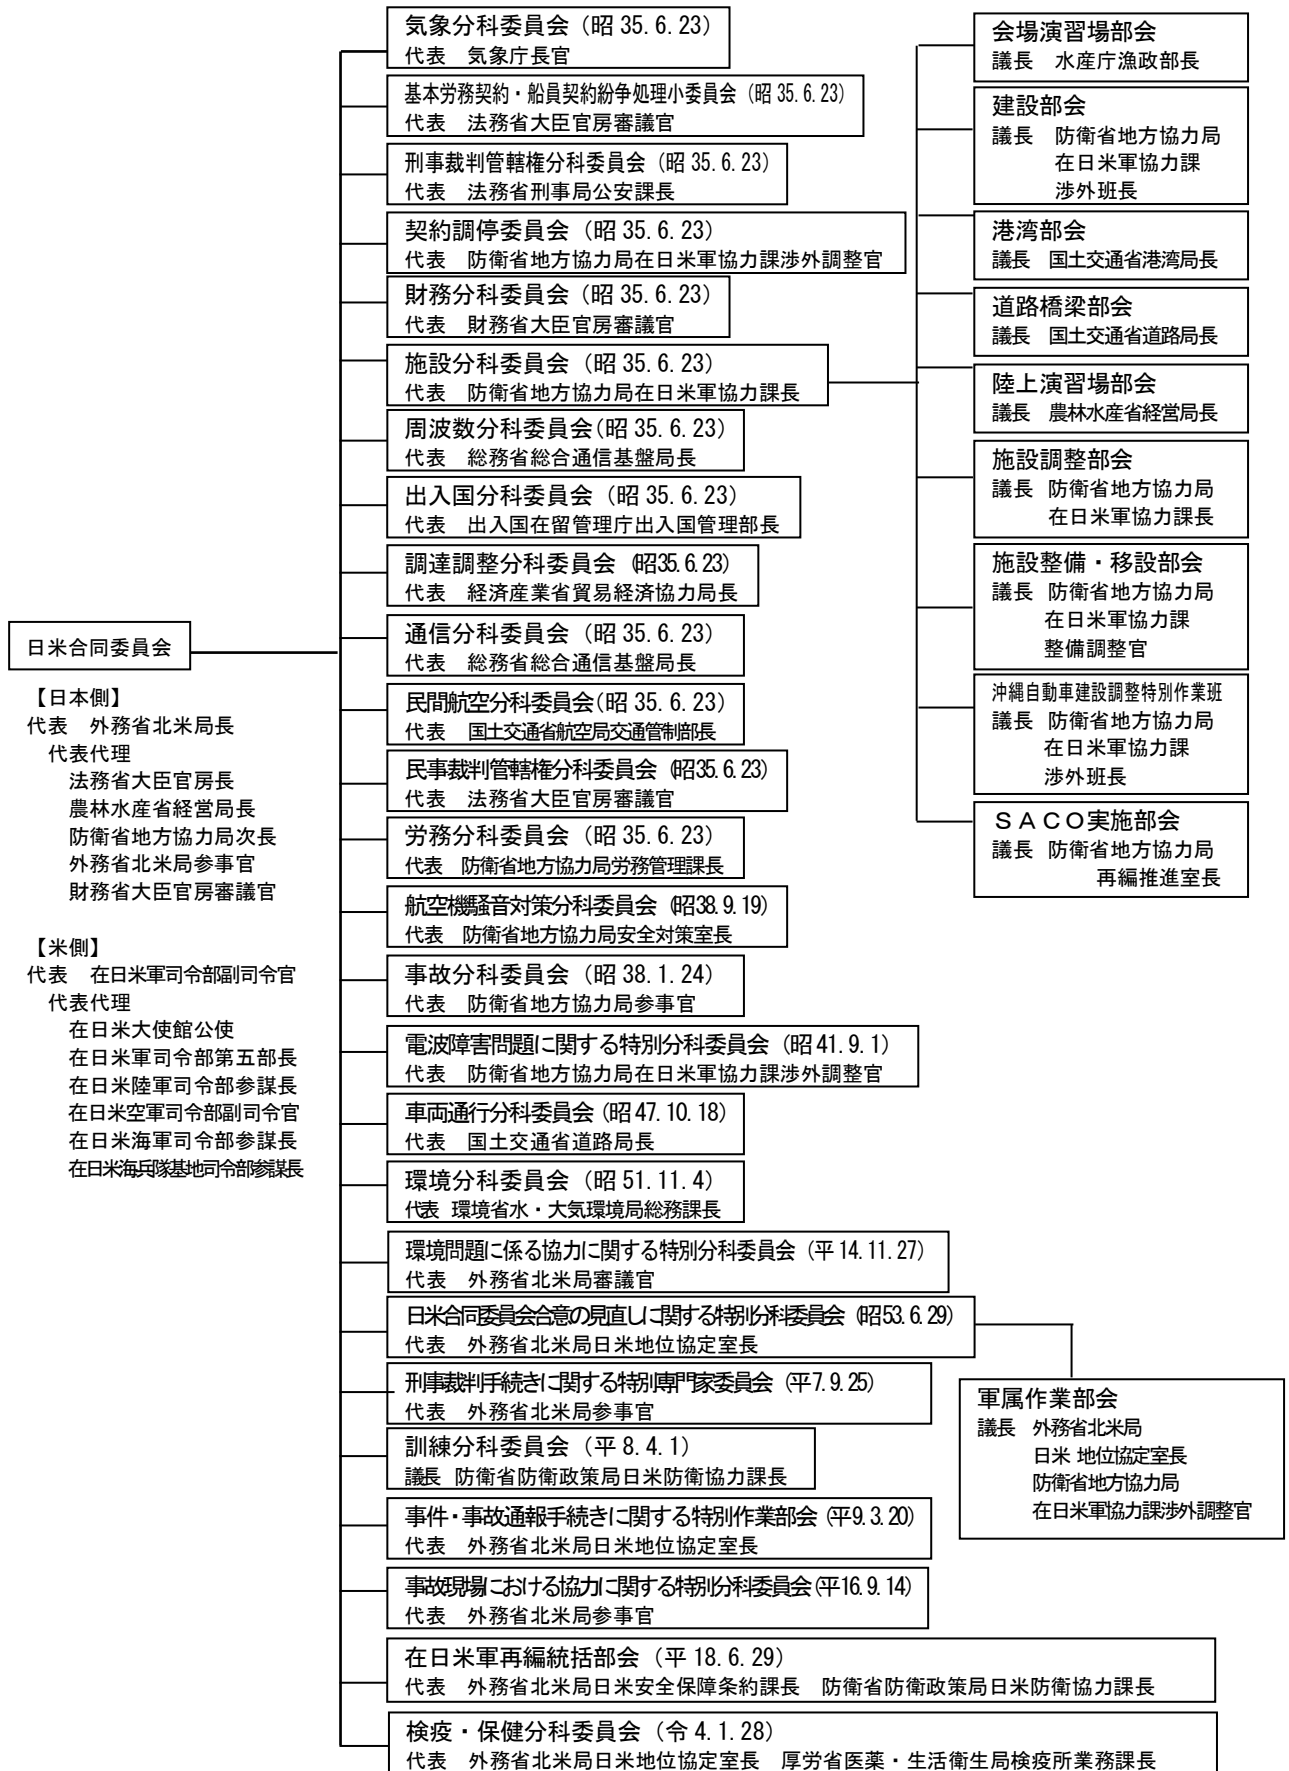 日米合同委員会
【日本側】
代表　外務省北米局長
代表代理
法務省大臣官房長
農林水産省経営局長
防衛省地方協力局次長
外務省北米局参事官
財務省大臣官房審議官
【米側】
代表　在日米軍司令部副司令官
代表代理
在日米大使館公使
在日米軍司令部第五部長
在日米陸軍司令部参謀長
在日米空軍司令部副司令官
在日米海軍司令部参謀長
在日米海兵隊基地司令部参謀長
気象分科委員会（昭 35.6.23）
代表　気象庁長官
基本労務契約・船員契約紛争処理小委員会（昭 35.6.23）
代表　法務省大臣官房審議官
刑事裁判管轄権分科委員会（昭 35.6.23）
代表　法務省刑事局公安課長
契約調停委員会（昭 35.6.23）
代表　防衛省地方協力局在日米軍協力課渉外調整官
財務分科委員会（昭 35.6.23）
代表　財務省大臣官房審議官
施設分科委員会（昭 35.6.23）
代表　防衛省地方協力局在日米軍協力課長
周波数分科委員会（昭 35.6.23）
代表　総務省総合通信基盤局長
出入国分科委員会（昭 35.6.23）
代表　出入国在留管理庁出入国管理部長
調達調整分科委員会（昭35.6.23）
代表　経済産業省貿易経済協力局長
通信分科委員会（昭 35.6.23）
代表　総務省総合通信基盤局長
民間航空分科委員会（昭 35.6.23）
代表　国土交通省航空局交通管制部長
民事裁判管轄権分科委員会（昭35.6.23）
代表　法務省大臣官房審議官
労務分科委員会（昭 35.6.23）
代表　防衛省地方協力局労務管理課長
航空機騒音対策分科委員会（昭38.9.19）
代表　防衛省地方協力局安全対策室長
事故分科委員会（昭 38.1.24）
代表　防衛省地方協力局参事官
電波障害問題に関する特別分科委員会（昭 41.9.1）
代表　防衛省地方協力局在日米軍協力課渉外調整官
車両通行分科委員会（昭 47.10.18）
代表　国土交通省道路局長
環境分科委員会（昭 51.11.4）
代表 環境省水・大気環境局総務課長
環境問題に係る協力に関する特別分科委員会（平 14.11.27）
代表　外務省北米局審議官
日米合同委員会合意の見直しに関する特別分科委員会（昭53.6.29）
代表　外務省北米局日米地位協定室長
刑事裁判手続きに関する特別専門家委員会（平7.9.25）
代表　外務省北米局参事官
訓練分科委員会（平 8.4.1）
議長 防衛省防衛政策局日米防衛協力課長
事件・事故通報手続きに関する特別作業部会（平9.3.20）
代表　外務省北米局日米地位協定室長
事故現場における協力に関する特別分科委員会（平16.9.14）
代表　外務省北米局参事官
在日米軍再編統括部会（平 18.6.29）
代表　外務省北米局日米安全保障条約課長　防衛省防衛政策局日米防衛協力課長
検疫・保健分科委員会（令 4.1.28）
代表　外務省北米局日米地位協定室長　厚労省医薬・生活衛生局検疫所業務課長
会場演習場部会
議長　水産庁漁政部長
建設部会
議長　防衛省地方協力局
在日米軍協力課
渉外班長
港湾部会
議長　国土交通省港湾局長
道路橋梁部会
議長　国土交通省道路局長
陸上演習場部会
議長　農林水産省経営局長
施設調整部会
議長 防衛省地方協力局
在日米軍協力課長
施設整備・移設部会
議長 防衛省地方協力局
在日米軍協力課
整備調整官
沖縄自動車建設調整特別作業班
議長 防衛省地方協力局
在日米軍協力課
渉外班長
ＳＡＣＯ実施部会
議長 防衛省地方協力局
再編推進室長
軍属作業部会
議長　外務省北米局
日米 地位協定室長
防衛省地方協力局
在日米軍協力課渉外調整官